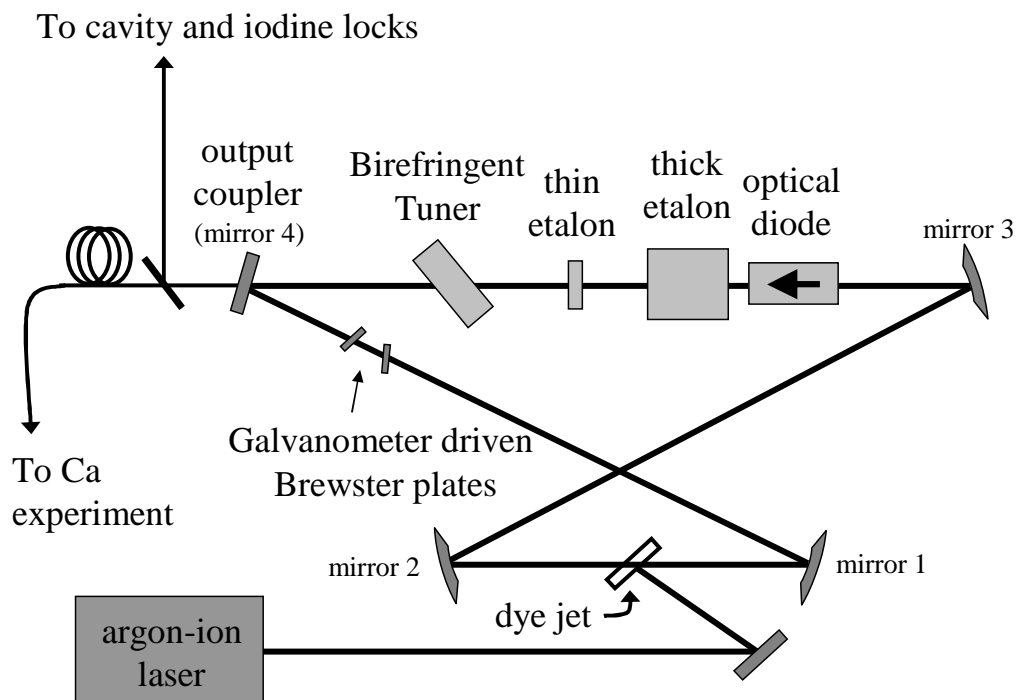 To cavity and iodine locks
output
coupler
(mirror 4)
Birefringent
Tuner
thin
etalon
thick
etalon
optical
diode
mirror 3
To Ca
experiment
Galvanometer driven
Brewster plates
mirror 2
mirror 1
dye jet
argon-ion
laser